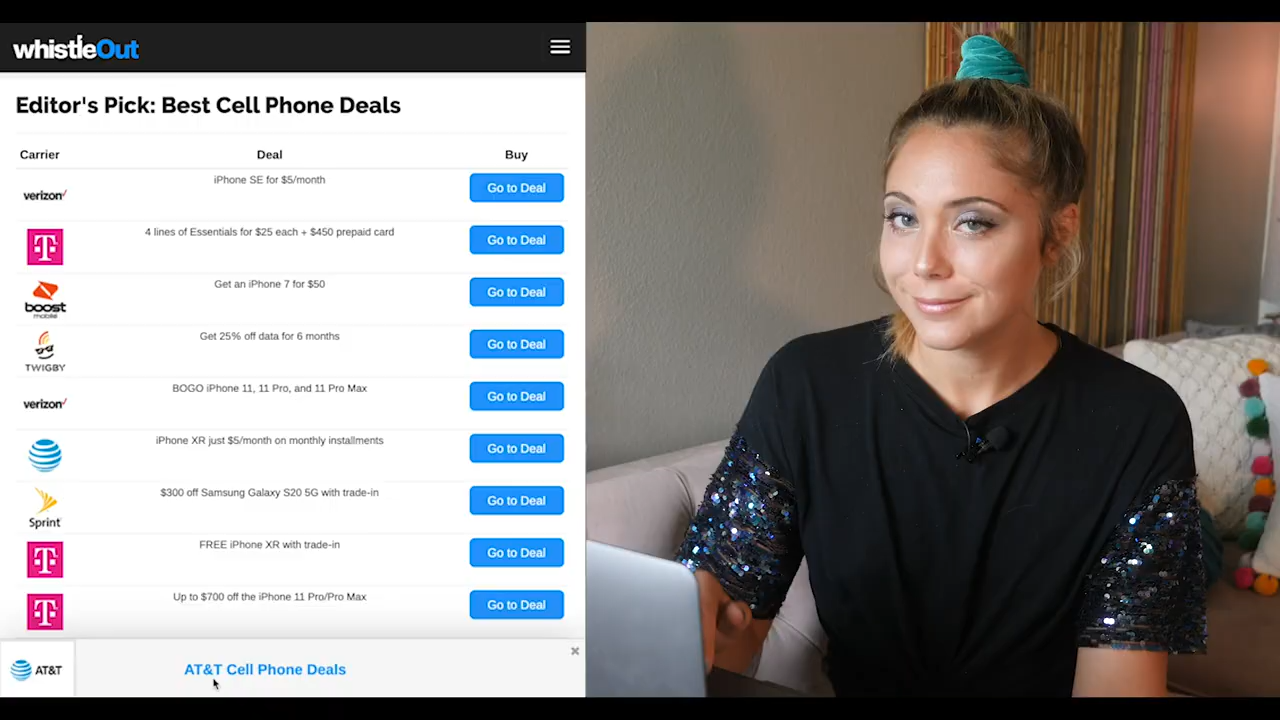 whistleOut
Editor's Pick: Best Cell Phone Deals
Carrier Deal Buy
verizon iPhone SE for $5/month Go to Deal
T 4 lines of Essentials for $25 each + $450 prepaid card Go to Deal
boost mobile Get an iPhone 7 for $50 Go to Deal
TWIGBY Get 25% off data for 6 months Go to Deal
verizon BOGO iPhone 11, 11 Pro, and 11 Pro Max Go to Deal
iPhone XR just $5/month on monthly installments Go to Deal
Sprint $300 off Samsung Galaxy S20 5G with trade-in Go to Deal
T FREE iPhone XR with trade-in Go to Deal
T Up to $700 off the iPhone 11 Pro/Pro Max Go to Deal
AT&T AT&T Cell Phone Deals